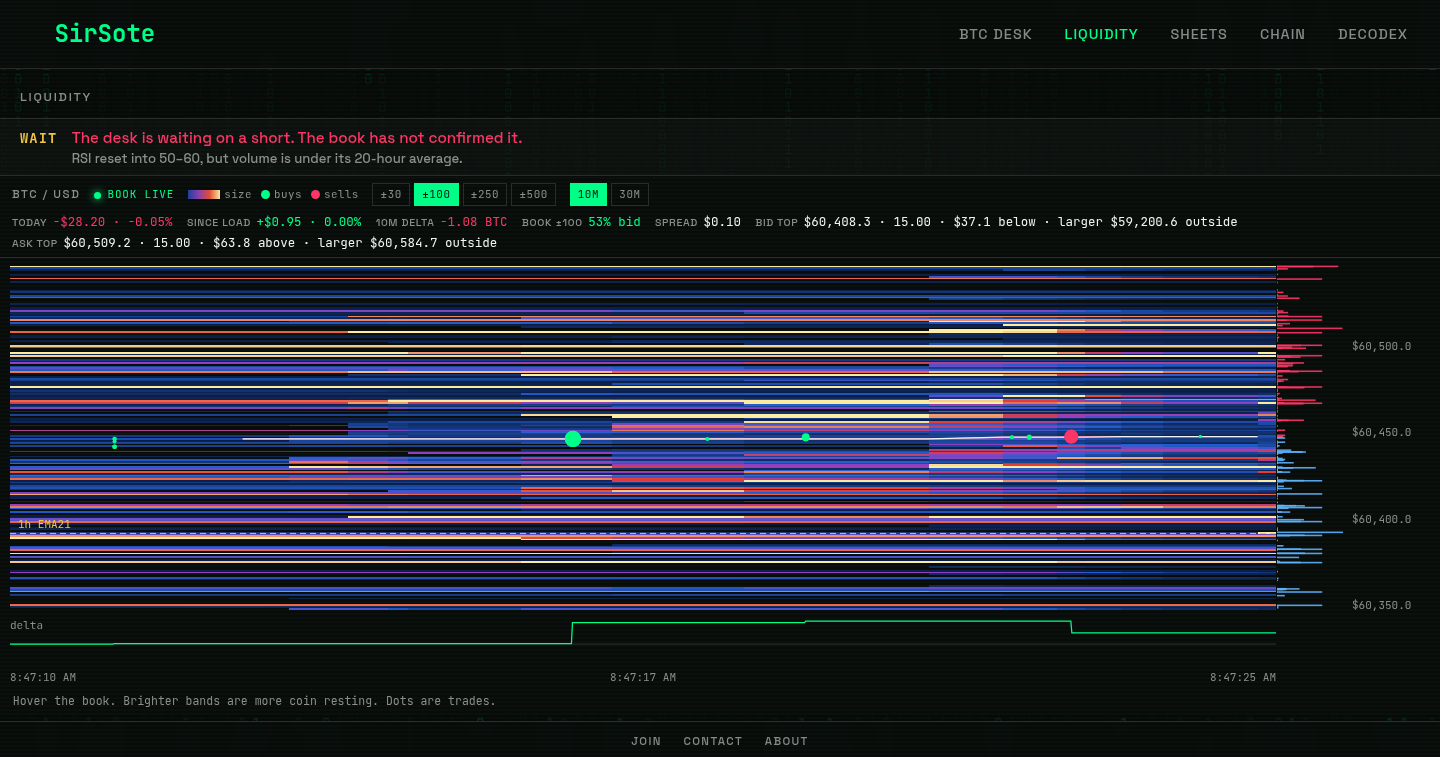 SirSote
BTC DESK LIQUIDITY SHEETS CHAIN DECODEX
LIQUIDITY
WAIT The desk is waiting on a short. The book has not confirmed it.
RSI reset into 50–60, but volume is under its 20-hour average.
BTC / USD BOOK LIVE size buys sells ±30 ±100 ±250 ±500 10M 30M
TODAY -$28.20 · -0.05% SINCE LOAD +$0.95 · 0.00% 10M DELTA -1.08 BTC BOOK ±100 53% bid SPREAD $0.10 BID TOP $60,408.3 · 15.00 · $37.1 below · larger $59,200.6 outside
ASK TOP $60,509.2 · 15.00 · $63.8 above · larger $60,584.7 outside
$60,500.0
$60,450.0
1h EMA21
$60,400.0
$60,350.0
delta
8:47:10 AM 8:47:17 AM 8:47:25 AM
Hover the book. Brighter bands are more coin resting. Dots are trades.
JOIN CONTACT ABOUT